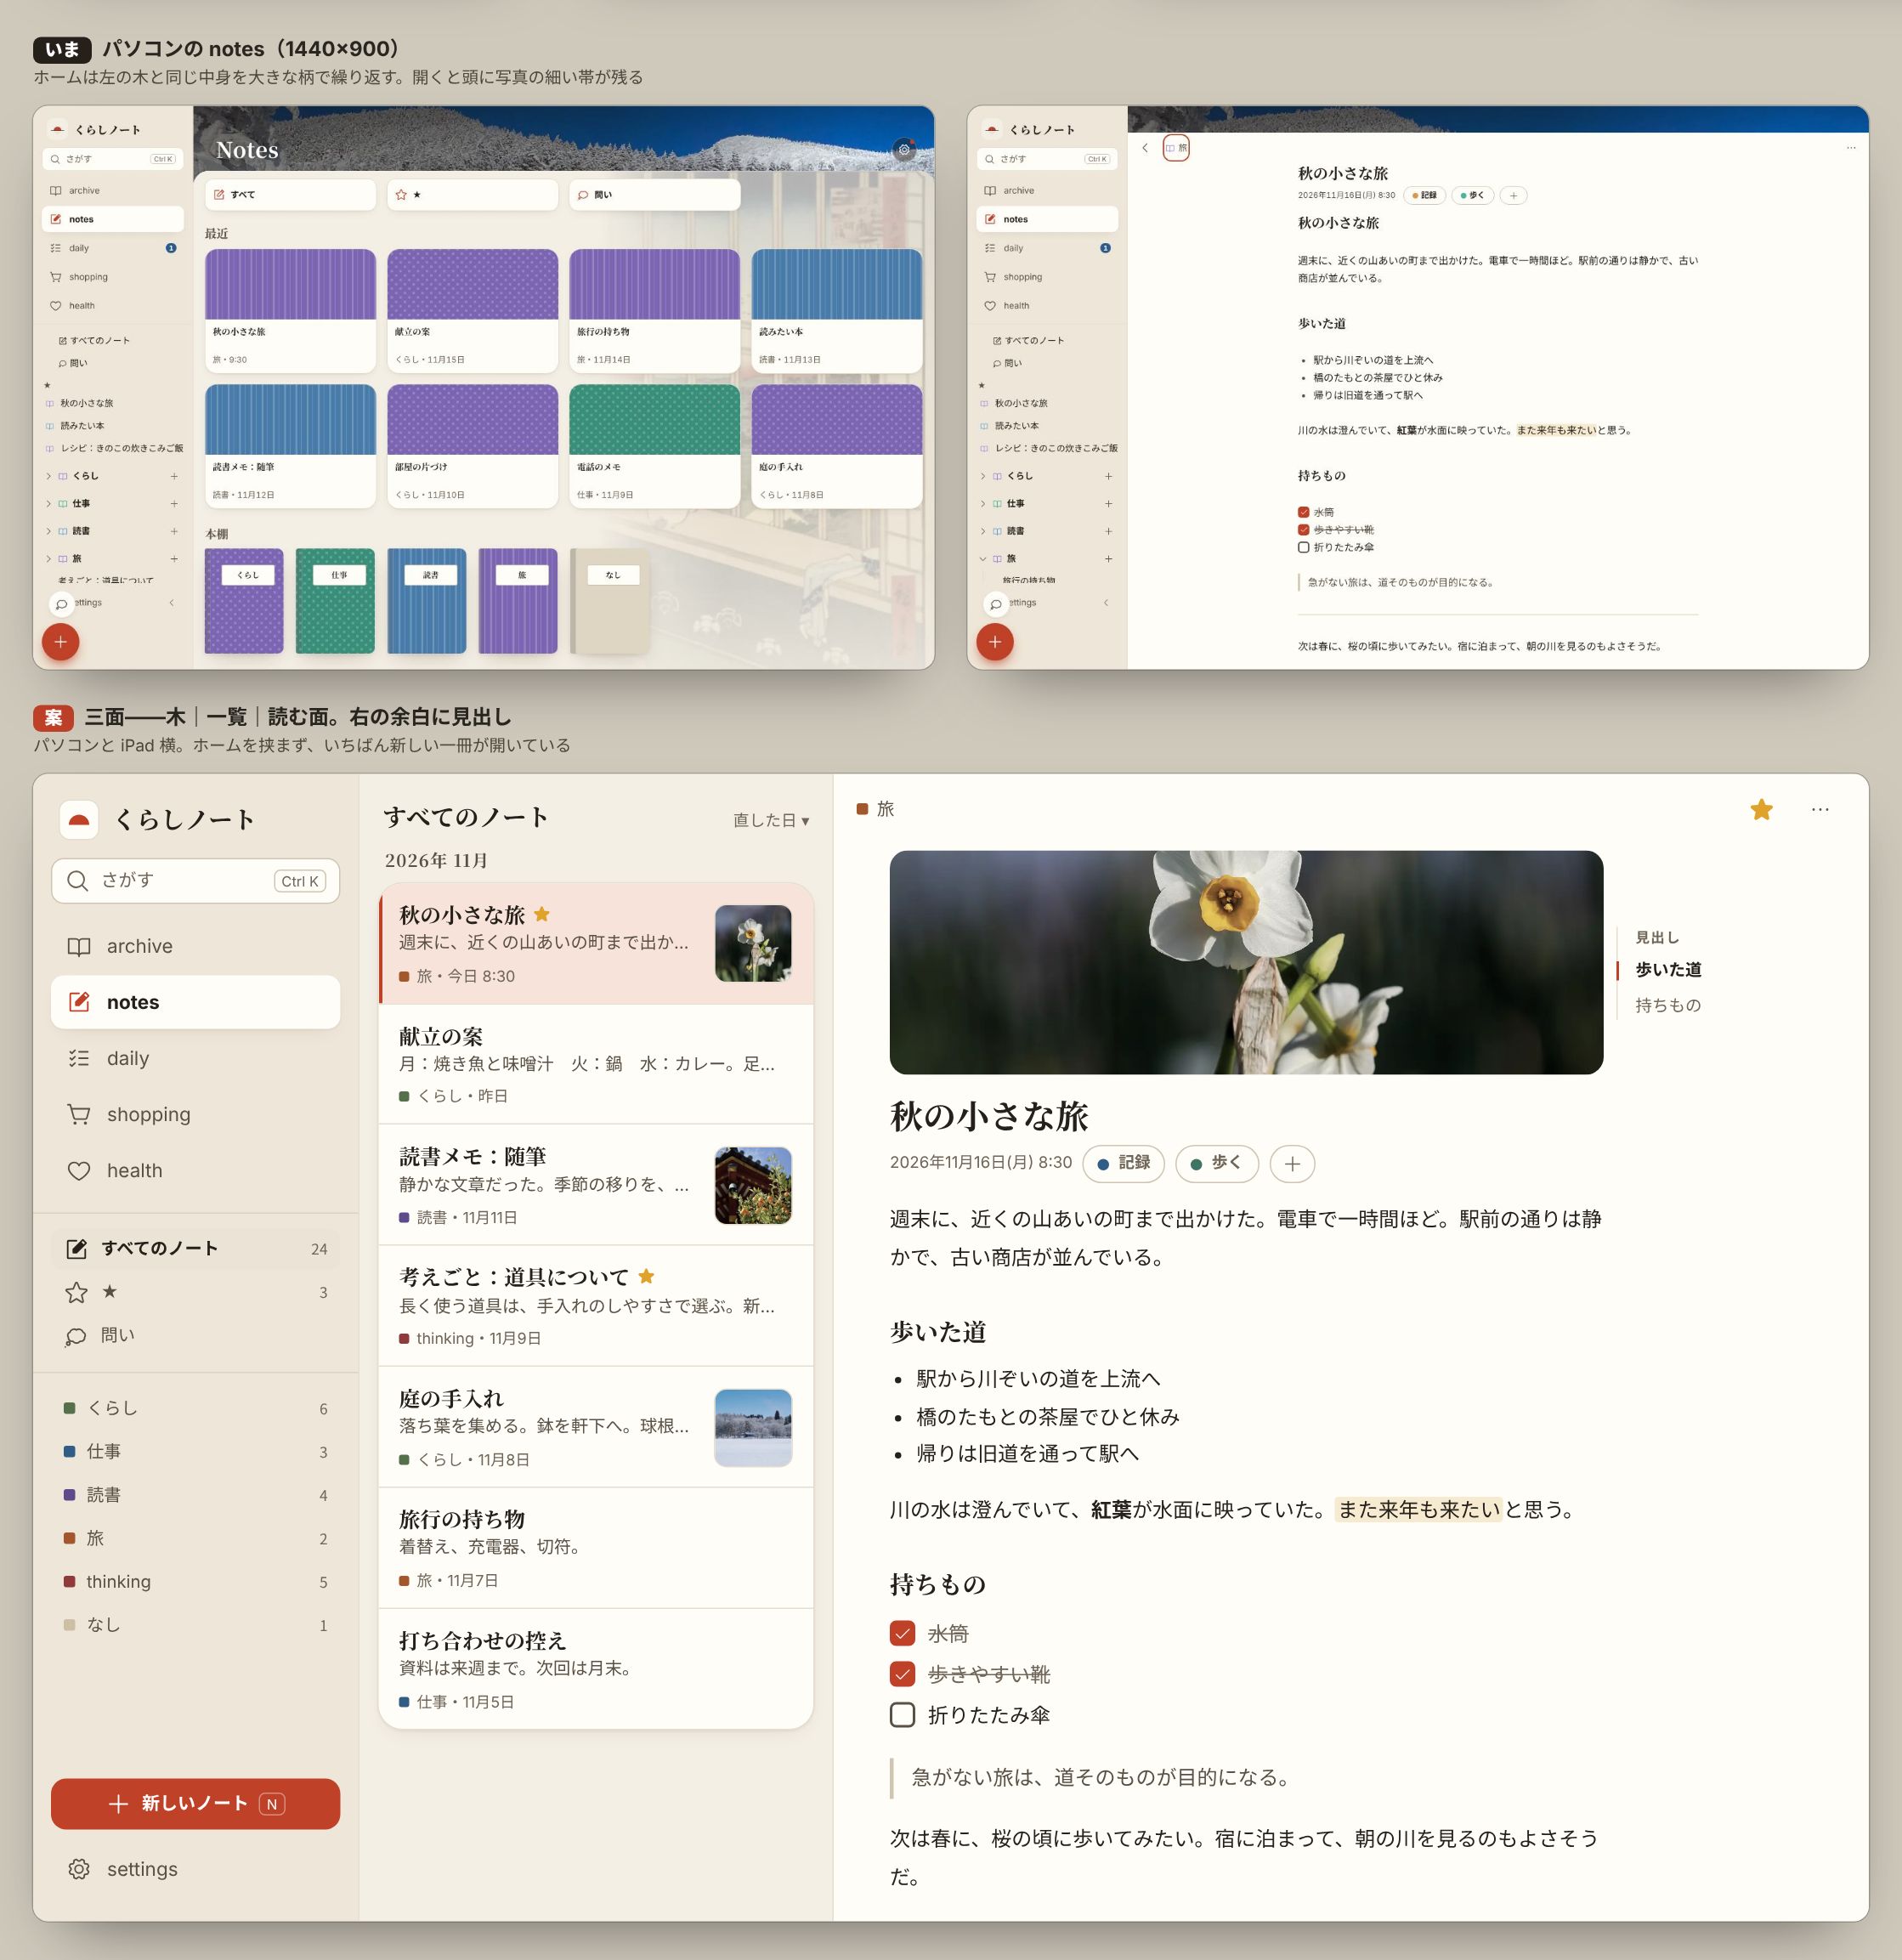 いま パソコンの notes（1440×900）
ホームは左の木と同じ中身を大きな柄で繰り返す。開くと頭に写真の細い帯が残る
くらしノート
さがす Ctrl K
archive
notes
daily 1
shopping
health
すべてのノート
問い
★
秋の小さな旅
読みたい本
レシピ：きのこの炊きこみご飯
くらし
仕事
読書
旅
考えごと：道具について
ettings
Notes
すべて
★
問い
最近
秋の小さな旅
旅・9:30
献立の案
くらし・11月15日
旅行の持ち物
旅・11月14日
読みたい本
読書・11月13日
読書メモ：随筆
読書・11月12日
部屋の片づけ
くらし・11月10日
電話のメモ
仕事・11月9日
庭の手入れ
くらし・11月8日
本棚
くらし
仕事
読書
旅
なし
くらしノート
さがす Ctrl K
archive
notes
daily 1
shopping
health
すべてのノート
問い
★
秋の小さな旅
読みたい本
レシピ：きのこの炊きこみご飯
くらし
仕事
読書
旅
旅行の持ち物
ettings
旅
秋の小さな旅
2026年11月16日(月) 8:30 記録 歩く
秋の小さな旅
週末に、近くの山あいの町まで出かけた。電車で一時間ほど。駅前の通りは静かで、古い
商店が並んでいる。
歩いた道
駅から川ぞいの道を上流へ
橋のたもとの茶屋でひと休み
帰りは旧道を通って駅へ
川の水は澄んでいて、紅葉が水面に映っていた。また来年も来たいと思う。
持ちもの
水筒
歩きやすい靴
折りたたみ傘
急がない旅は、道そのものが目的になる。
次は春に、桜の頃に歩いてみたい。宿に泊まって、朝の川を見るのもよさそうだ。
案 三面――木｜一覧｜読む面。右の余白に見出し
パソコンと iPad 横。ホームを挟まず、いちばん新しい一冊が開いている
くらしノート
さがす Ctrl K
archive
notes
daily
shopping
health
すべてのノート 24
★ 3
問い
くらし 6
仕事 3
読書 4
旅 2
thinking 5
なし 1
新しいノート N
settings
すべてのノート 直した日 ▾
2026年 11月
秋の小さな旅
週末に、近くの山あいの町まで出か…
旅・今日 8:30
献立の案
月：焼き魚と味噌汁　火：鍋　水：カレー。足…
くらし・昨日
読書メモ：随筆
静かな文章だった。季節の移りを、…
読書・11月11日
考えごと：道具について
長く使う道具は、手入れのしやすさで選ぶ。新…
thinking・11月9日
庭の手入れ
落ち葉を集める。鉢を軒下へ。球根…
くらし・11月8日
旅行の持ち物
着替え、充電器、切符。
旅・11月7日
打ち合わせの控え
資料は来週まで。次回は月末。
仕事・11月5日
旅
秋の小さな旅
2026年11月16日(月) 8:30 記録 歩く
週末に、近くの山あいの町まで出かけた。電車で一時間ほど。駅前の通りは静
かで、古い商店が並んでいる。
歩いた道
駅から川ぞいの道を上流へ
橋のたもとの茶屋でひと休み
帰りは旧道を通って駅へ
川の水は澄んでいて、紅葉が水面に映っていた。また来年も来たいと思う。
持ちもの
水筒
歩きやすい靴
折りたたみ傘
急がない旅は、道そのものが目的になる。
次は春に、桜の頃に歩いてみたい。宿に泊まって、朝の川を見るのもよさそう
だ。
見出し
歩いた道
持ちもの